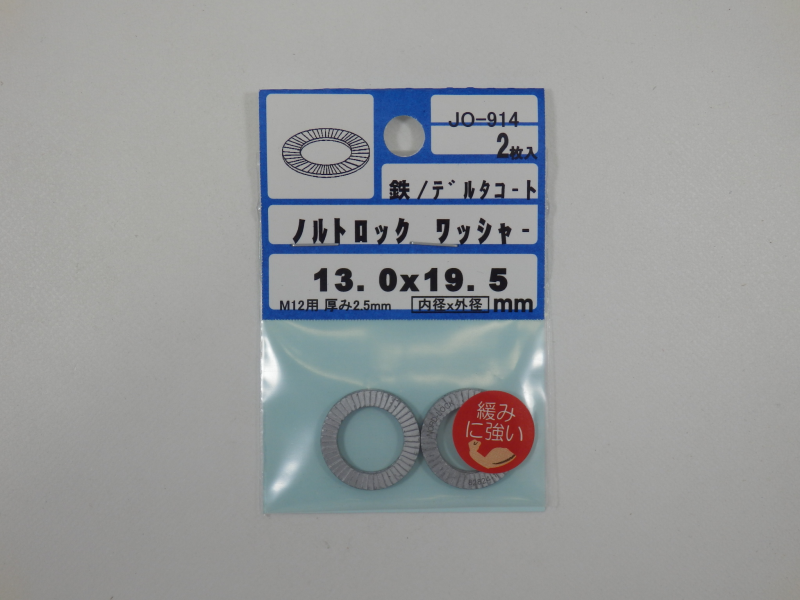 JO-914
2枚入
鉄/デルタコート
ノルトロック ワッシャー
13.0x19.5
M12用 厚み2.5mm 内径x外径 mm
緩み
に強い